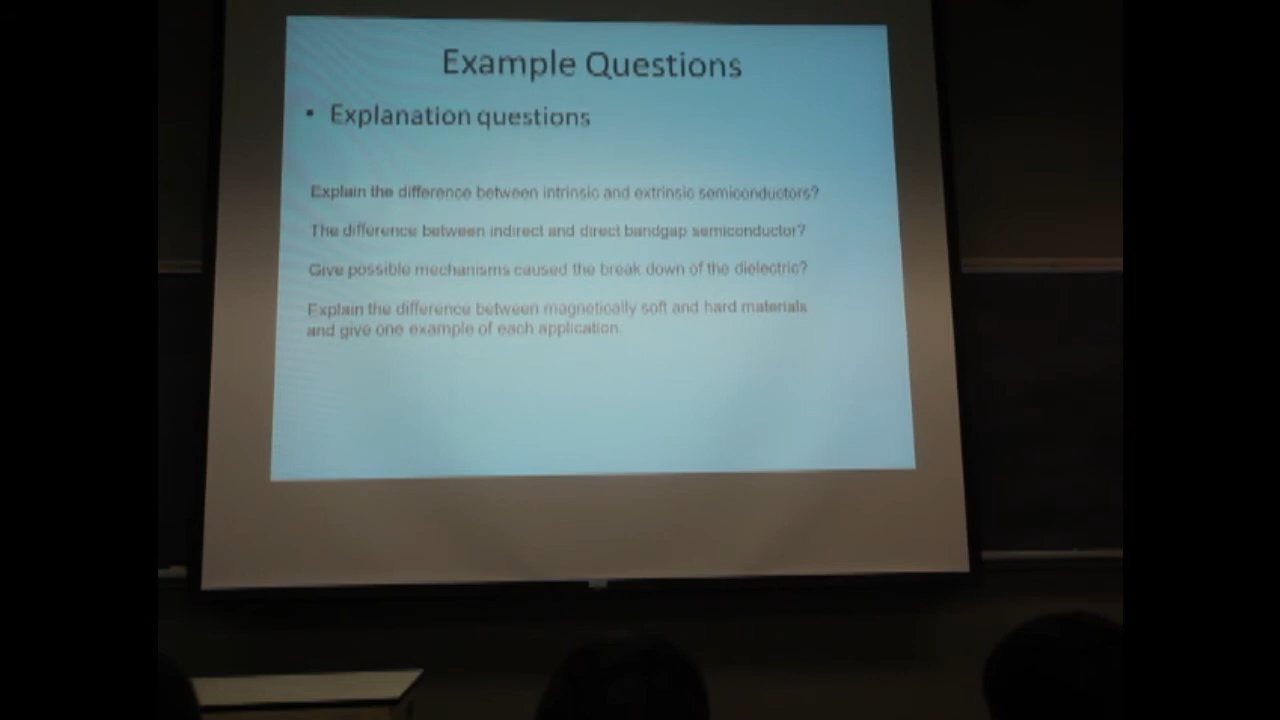 Example Questions
• Explanation questions
Explain the difference between intrinsic and extrinsic semiconductors?
The difference between indirect and direct bandgap semiconductor?
Give possible mechanisms caused the break down of the dielectric?
Explain the difference between magnetically soft and hard materials
and give one example of each application.